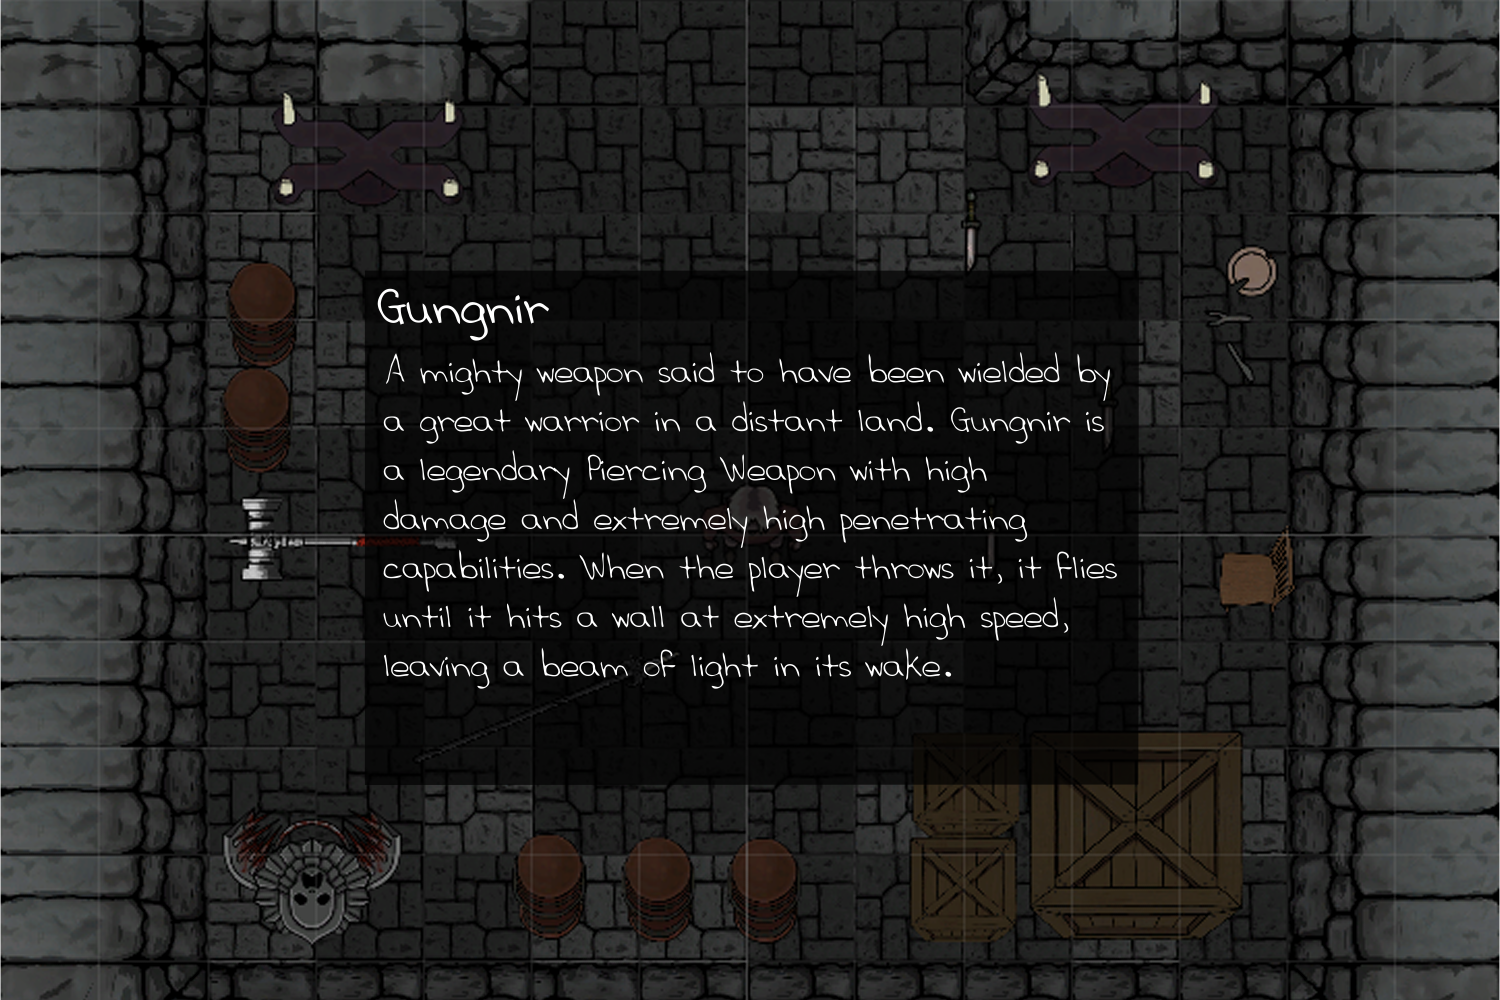 Gungnir
A mighty weapon said to have been wielded by
a great warrior in a distant land. Gungnir is
a legendary Piercing Weapon with high
damage and extremely high penetrating
capabilities. When the player throws it, it flies
until it hits a wall at extremely high speed,
leaving a beam of light in its wake.